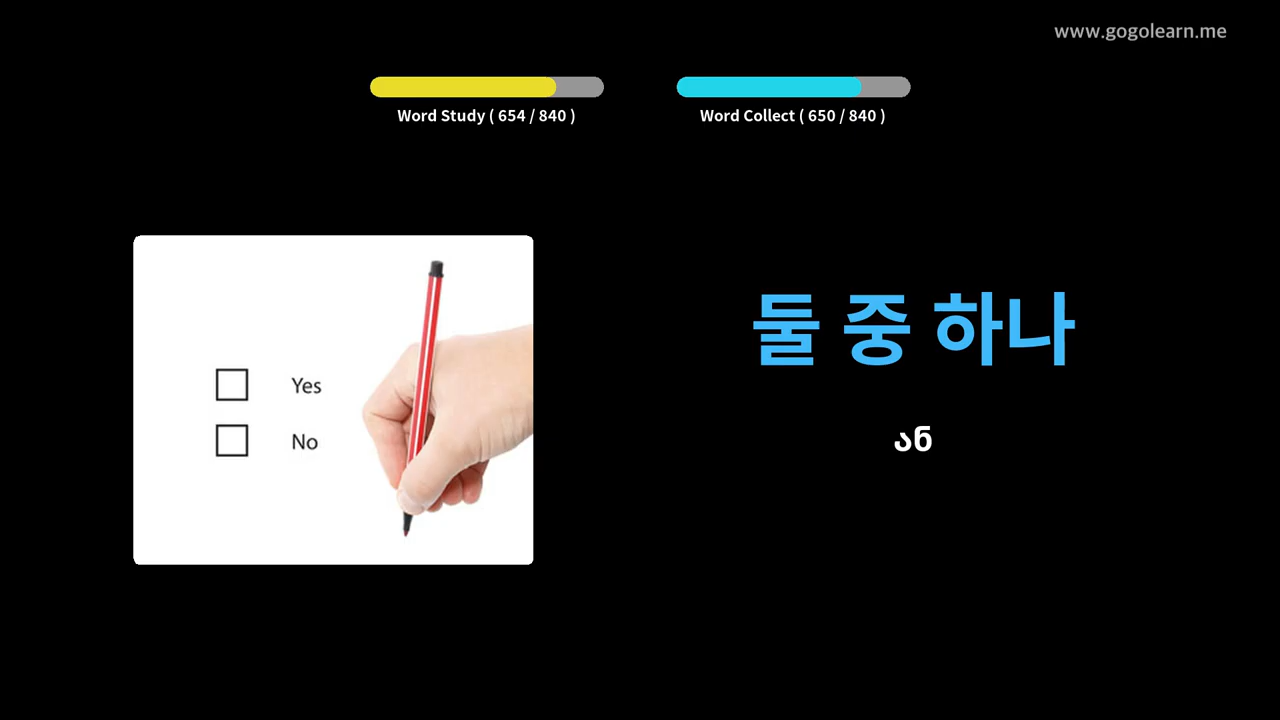 www.gogolearn.me
Word Study ( 654 / 840 )
Word Collect ( 650 / 840 )
Yes
No
둘 중 하나
ან